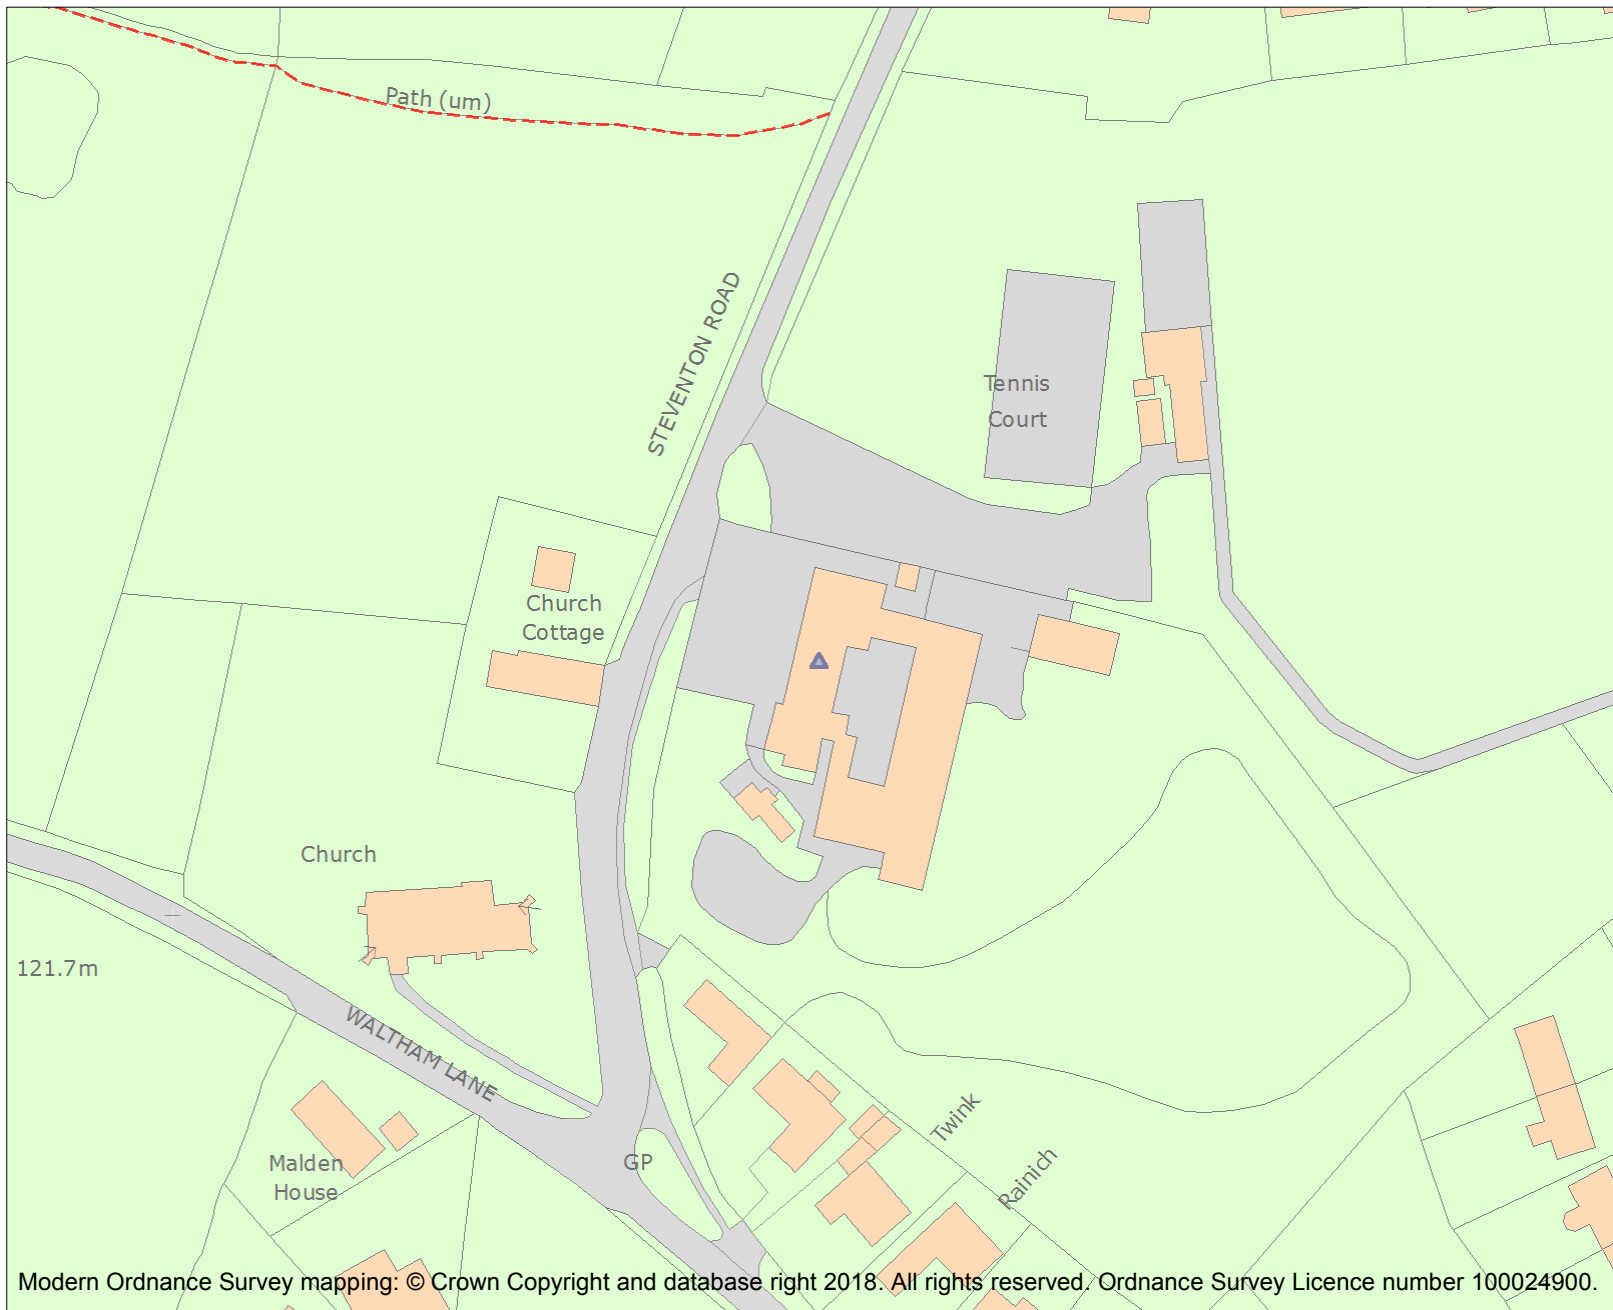 Path (um)
STEVENTON ROAD
Tennis
Court
Church
Cottage
Church
121.7m
WALTHAM LANE
Twink
Rainich
GP
Malden
House
Modern Ordnance Survey mapping: © Crown Copyright and database right 2018. All rights reserved. Ordnance Survey Licence number 100024900.